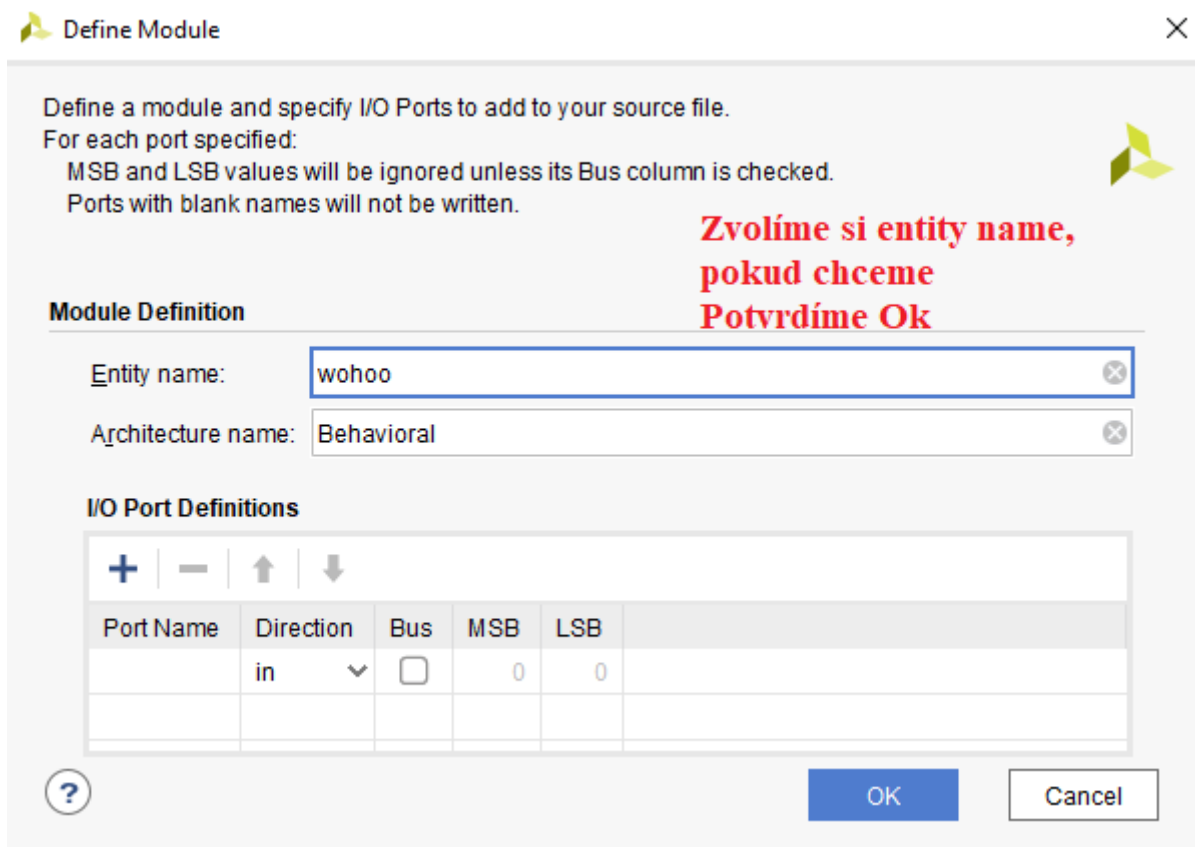 Define Module
Define a module and specify I/O Ports to add to your source file.
For each port specified:
MSB and LSB values will be ignored unless its Bus column is checked.
Ports with blank names will not be written.
Zvolíme si entity name,
pokud chceme
Potvrdíme Ok
Module Definition
Entity name: wohoo
Architecture name: Behavioral
I/O Port Definitions
Port Name Direction Bus MSB LSB
in 0 0
? OK Cancel